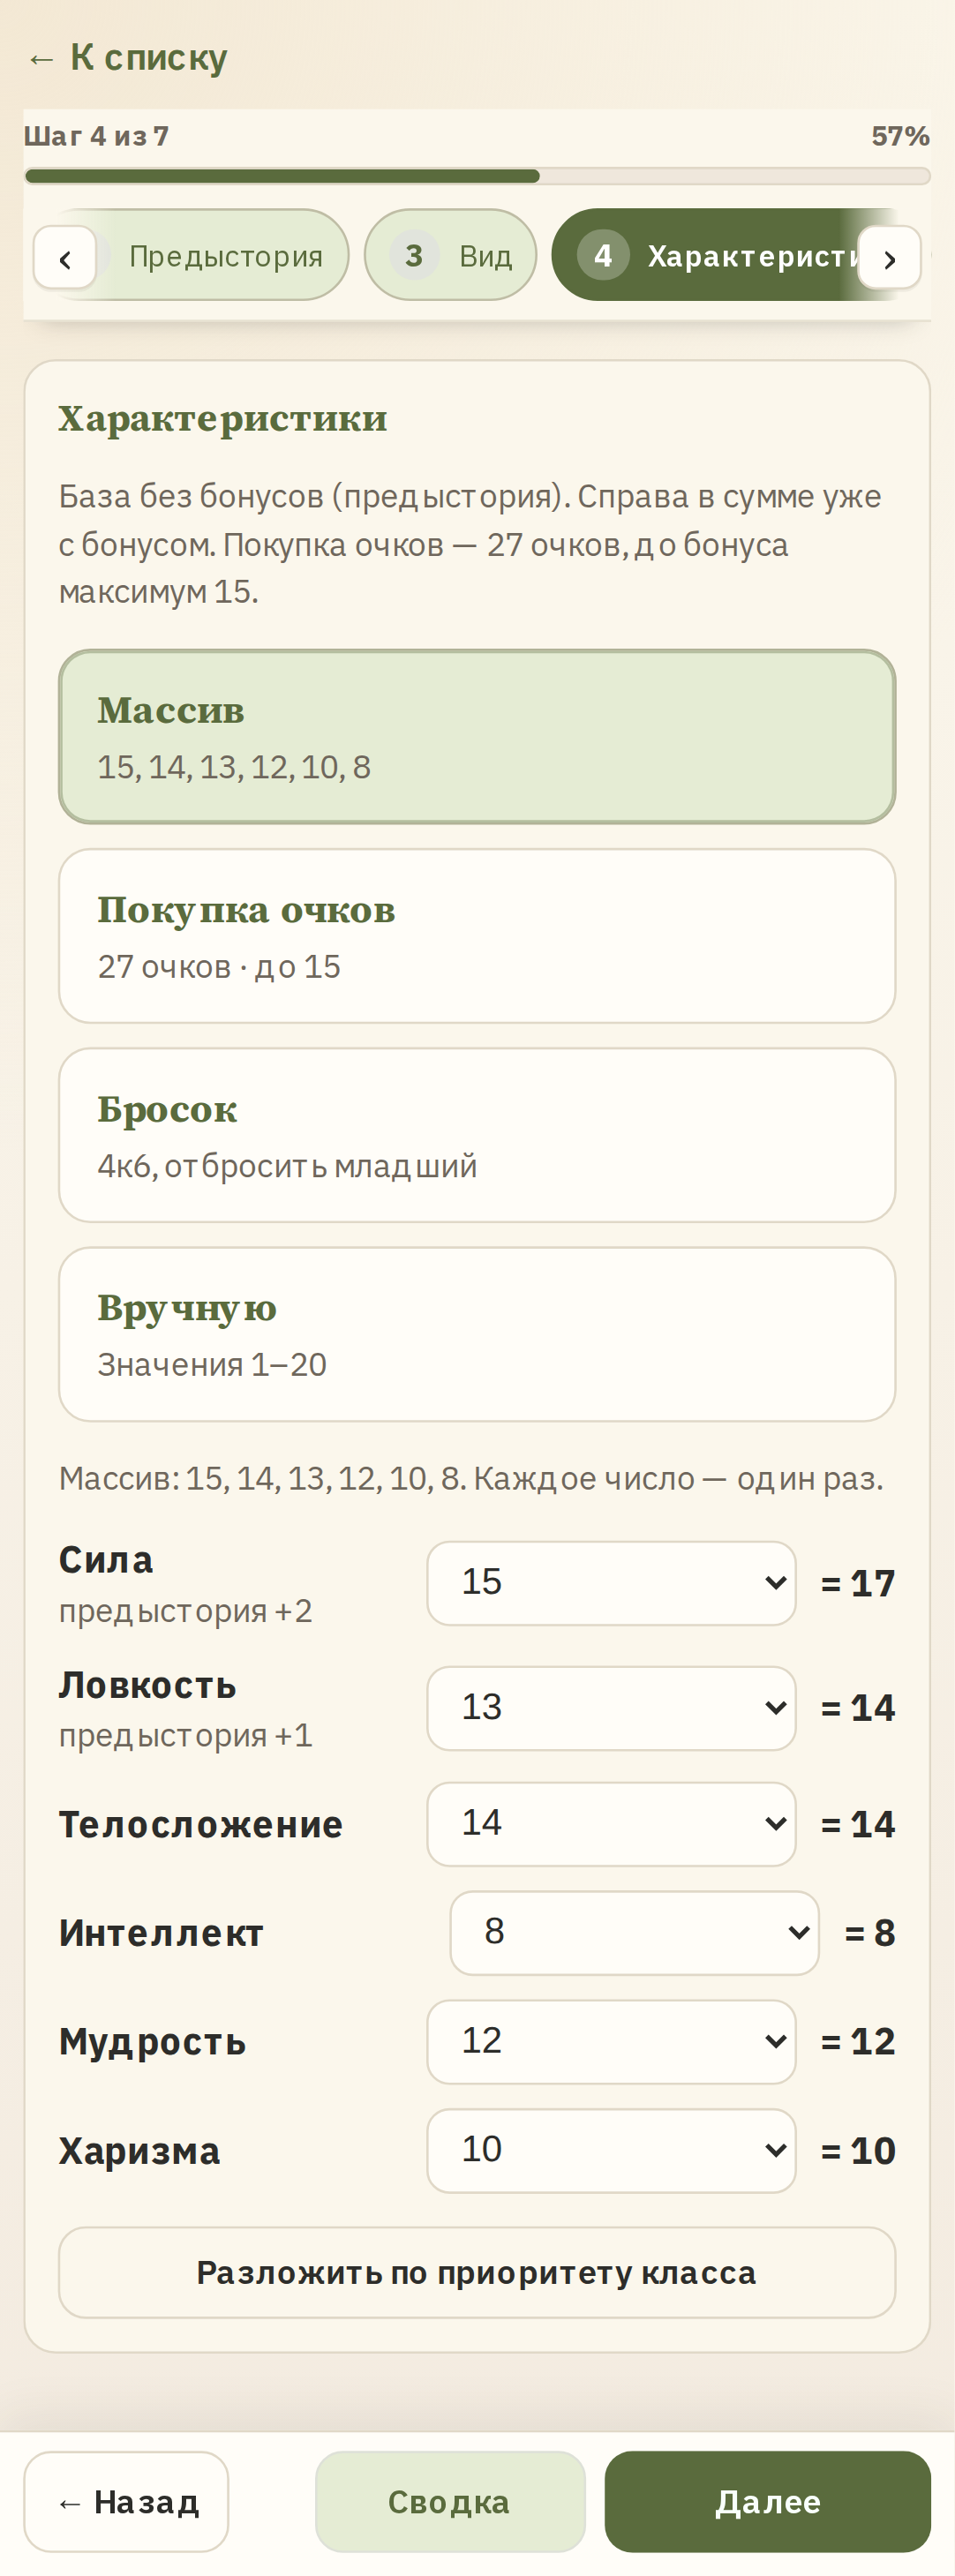 ← К списку
Шаг 4 из 7 57%
‹ Предыстория 3 Вид 4 Характеристи ›
Характеристики
База без бонусов (предыстория). Справа в сумме уже
с бонусом. Покупка очков — 27 очков, до бонуса
максимум 15.
Массив
15, 14, 13, 12, 10, 8
Покупка очков
27 очков · до 15
Бросок
4к6, отбросить младший
Вручную
Значения 1–20
Массив: 15, 14, 13, 12, 10, 8. Каждое число — один раз.
Сила 15 = 17
предыстория +2
Ловкость 13 = 14
предыстория +1
Телосложение 14 = 14
Интеллект 8 = 8
Мудрость 12 = 12
Харизма 10 = 10
Разложить по приоритету класса
← Назад Сводка Далее